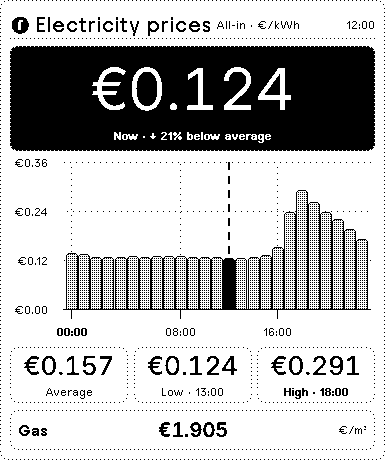 Electricity prices All-in · €/kWh 12:00
€0.124
Now · ↓ 21% below average
€0.36
€0.24
€0.12
€0.00
00:00 08:00 16:00
€0.157 €0.124 €0.291
Average Low · 13:00 High · 18:00
Gas €1.905 €/m³